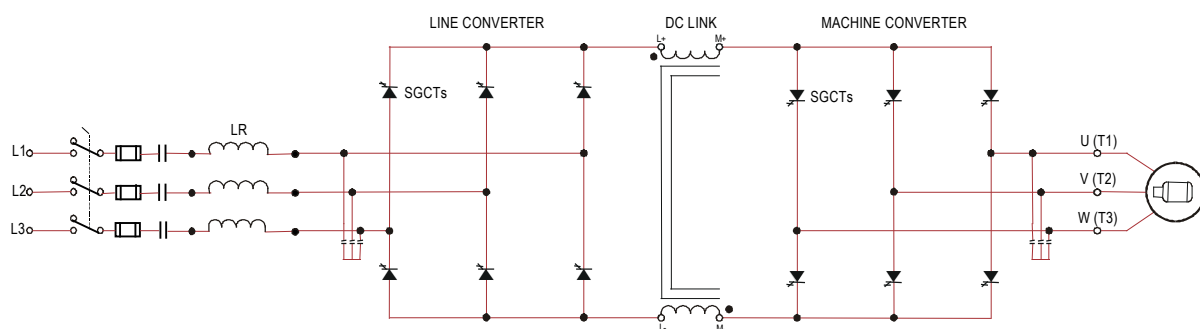 LINE CONVERTER
DC LINK
MACHINE CONVERTER
L+
M+
SGCTs
SGCTs
LR
L1
L2
L3
U (T1)
V (T2)
W (T3)